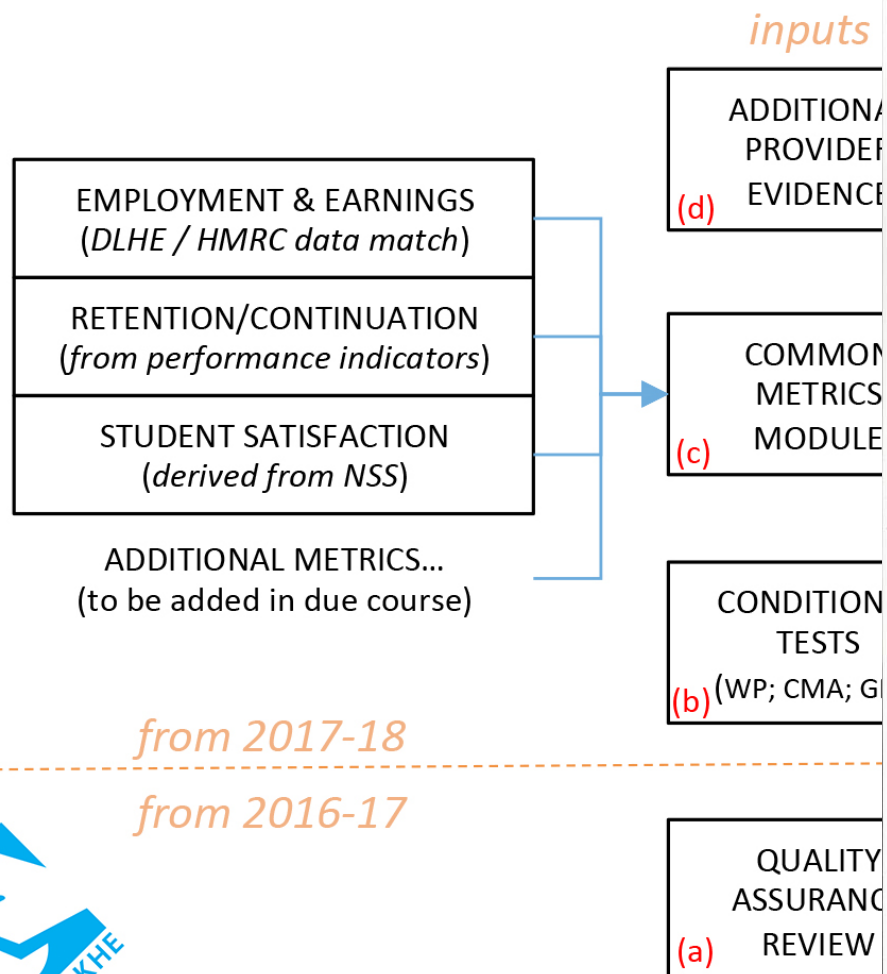 inputs
ADDITIONA
PROVIDER
EVIDENCE
(d)
EMPLOYMENT & EARNINGS
(DLHE / HMRC data match)
RETENTION/CONTINUATION
(from performance indicators)
STUDENT SATISFACTION
(derived from NSS)
ADDITIONAL METRICS...
(to be added in due course)
COMMON
METRICS
MODULE
(c)
CONDITION
TESTS
(WP; CMA;
(b)
from 2017-18
from 2016-17
QUALITY
ASSURANC
REVIEW
(a)
KHE